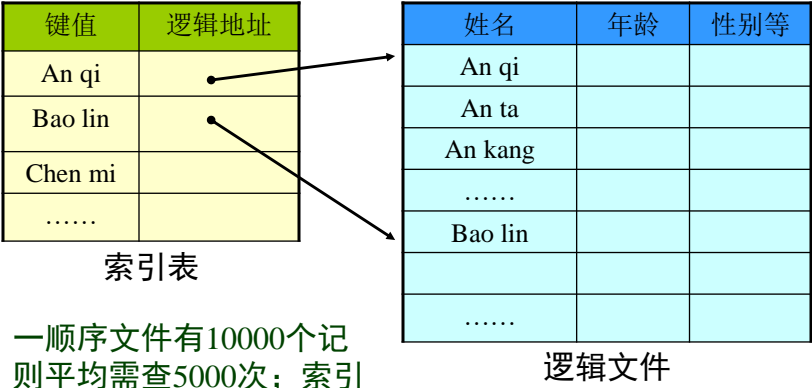 键值 逻辑地址
An qi
Bao lin
Chen mi
……
索引表
姓名 年龄 性别等
An qi
An ta
An kang
……
Bao lin
……
逻辑文件
一顺序文件有10000个记
则平均需查5000次；索引